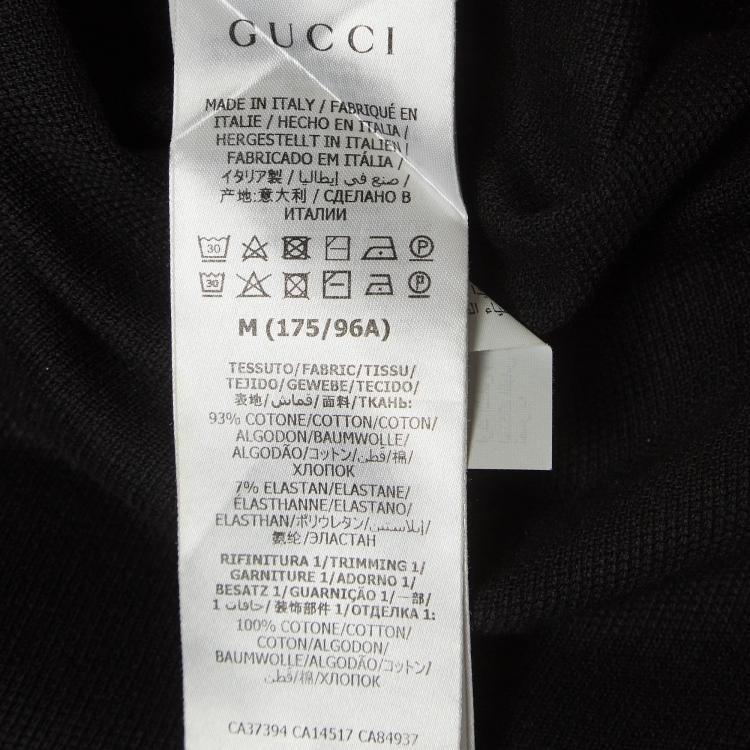 GUCCI
MADE IN ITALY / FABRIQUÉ EN
ITALIE / HECHO EN ITALIA /
HERGESTELLT IN ITALIEN /
FABRICADO EM ITÁLIA /
イタリア製 / صنع في إيطاليا /
产地:意大利 / СДЕЛАНО В
ИТАЛИИ
30 P
30 P
M (175/96A)
TESSUTO/FABRIC/TISSU/
TEJIDO/GEWEBE/TECIDO/
表地/قماش/面料/ТКАНЬ:
93% COTONE/COTTON/COTON/
ALGODON/BAUMWOLLE/
ALGODÃO/コットン/قطن/棉/
ХЛОПОК
7% ELASTAN/ELASTANE/
ÉLASTHANNE/ELASTANO/
ELASTHAN/ポリウレタン/إيلاستين/
氨纶/ЭЛАСТАН
RIFINITURA 1/TRIMMING 1/
GARNITURE 1/ADORNO 1/
BESATZ 1/GUARNIÇÃO 1/一部/
حافات 1/装饰部件 1/ОТДЕЛКА 1:
100% COTONE/COTTON/
COTON/ALGODON/
BAUMWOLLE/ALGODÃO/コットン/
قطن/棉/ХЛОПОК
CA37394 CA14517 CA84937